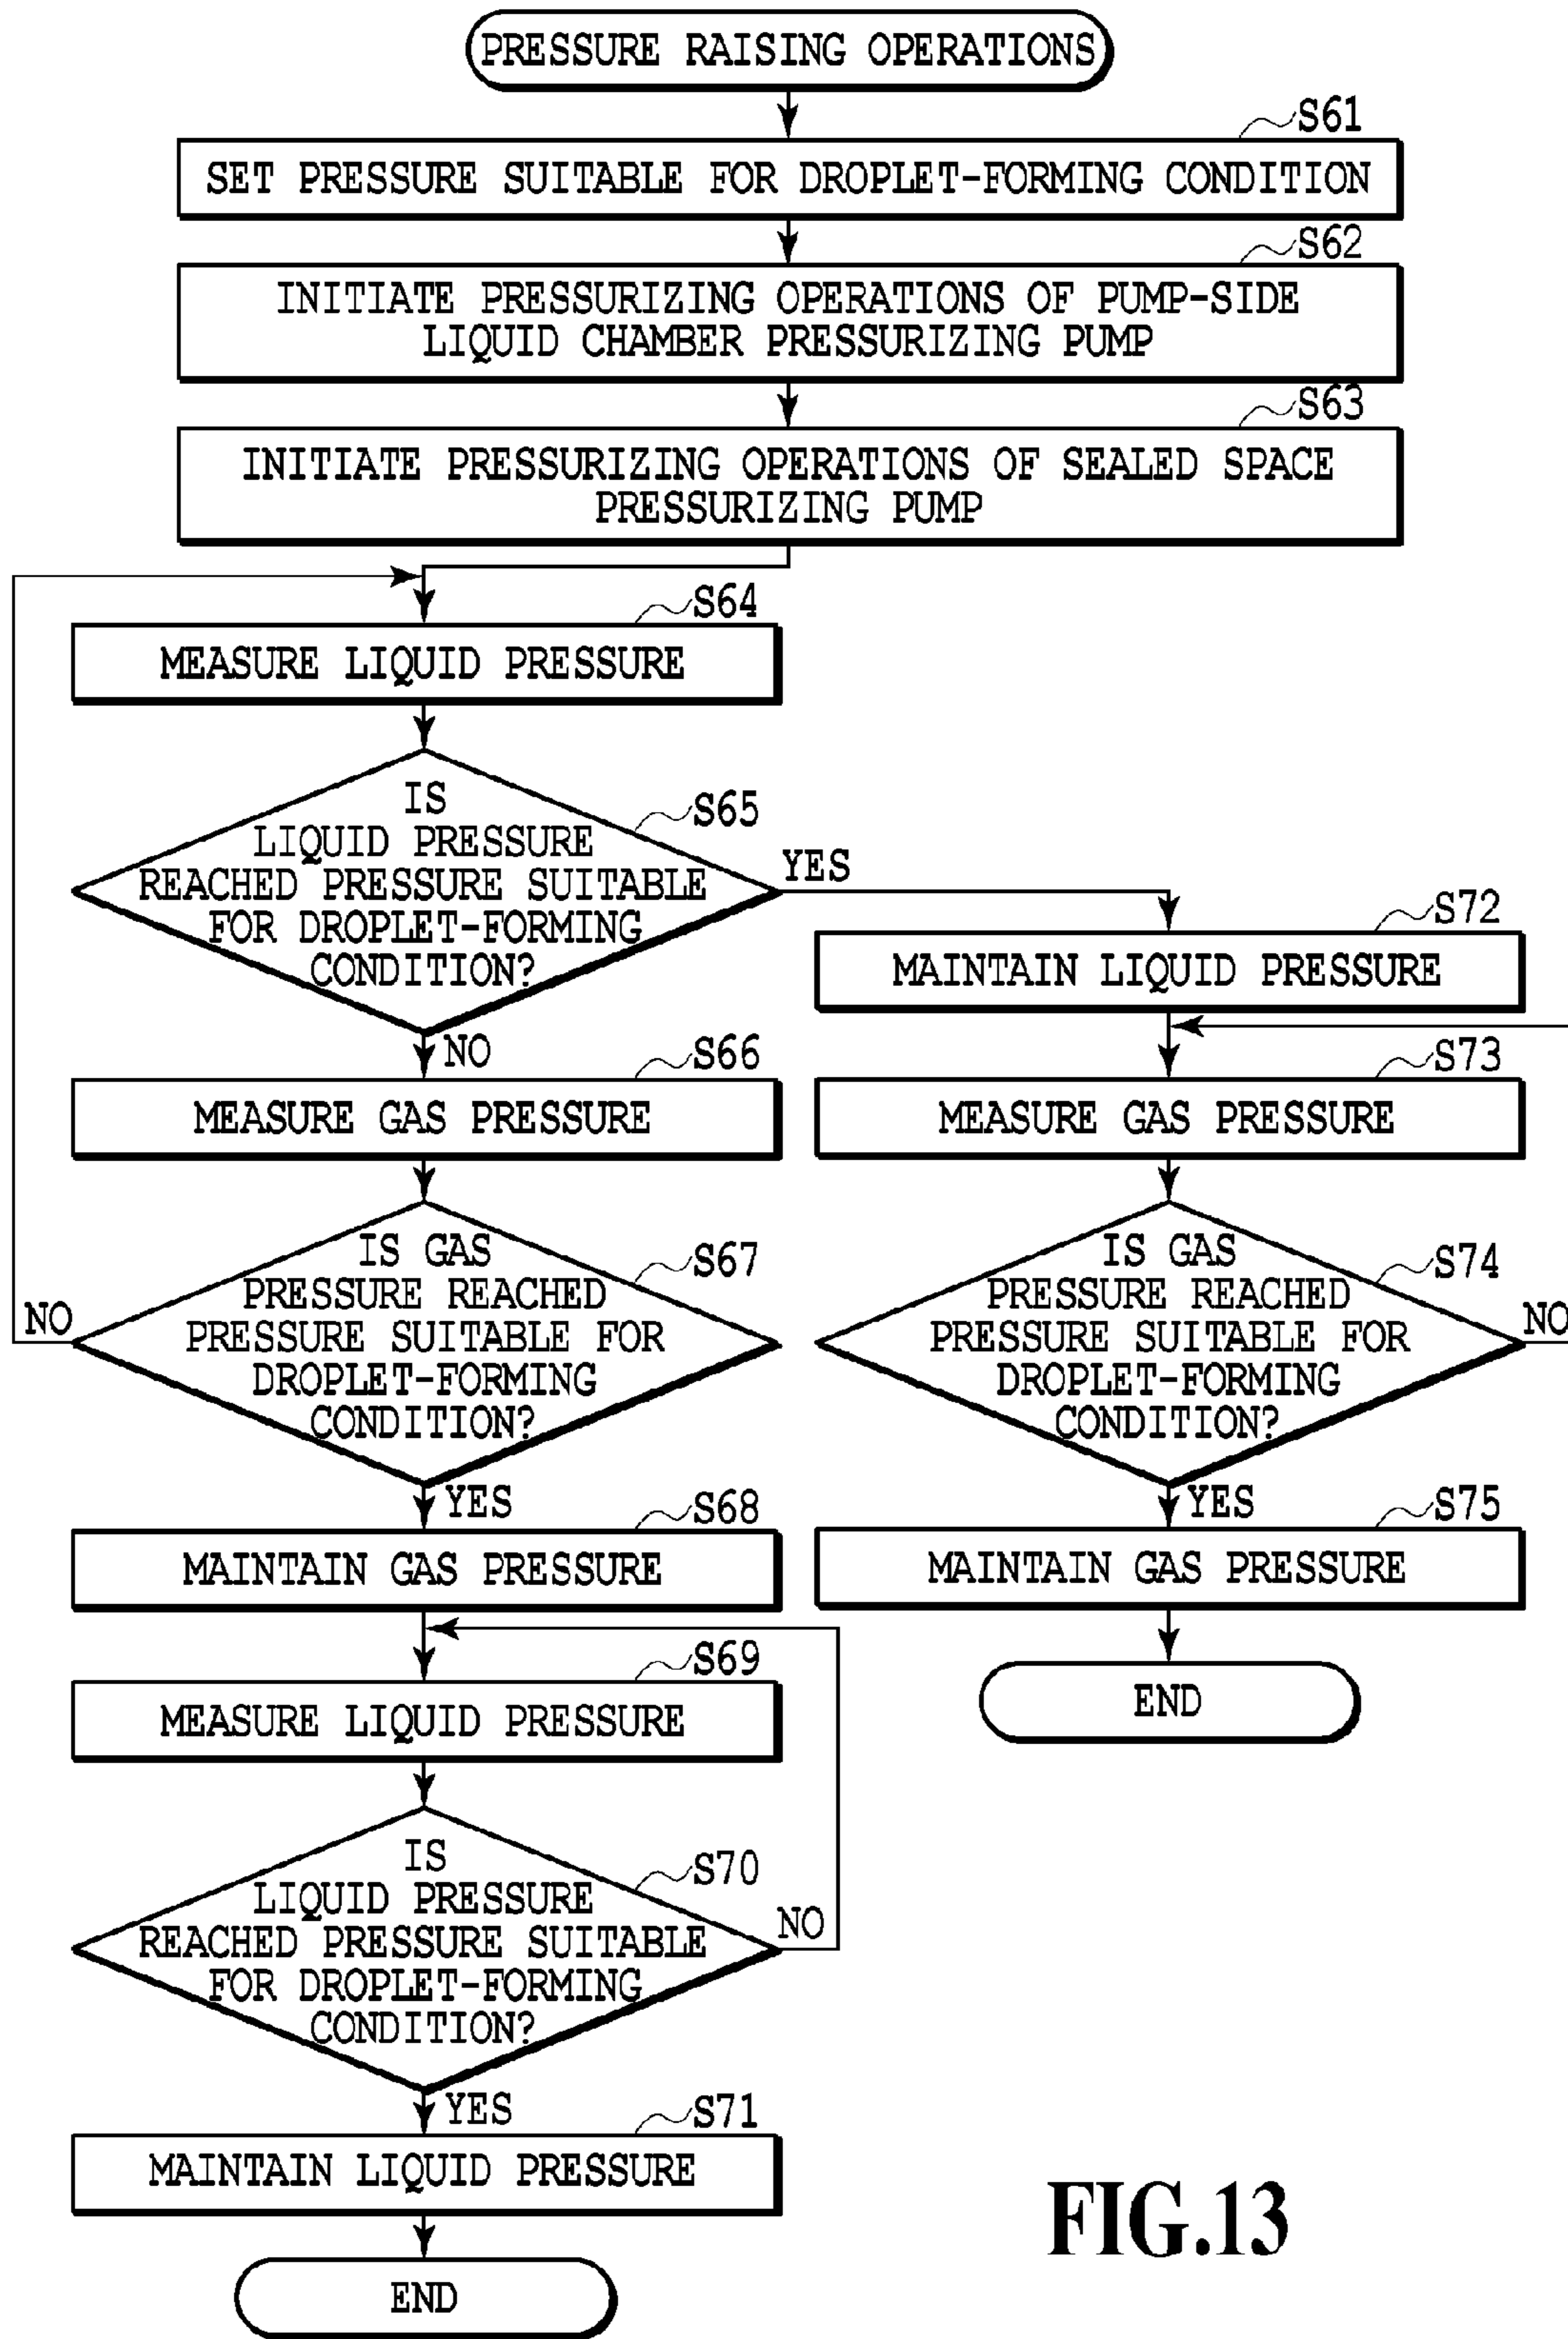 PRESSURE RAISING OPERATIONS
S61
SET PRESSURE SUITABLE FOR DROPLET-FORMING CONDITION
S62
INITIATE PRESSURIZING OPERATIONS OF PUMP-SIDE
LIQUID CHAMBER PRESSURIZING PUMP
S63
INITIATE PRESSURIZING OPERATIONS OF SEALED SPACE
PRESSURIZING PUMP
S64
MEASURE LIQUID PRESSURE
S65
IS
LIQUID PRESSURE
REACHED PRESSURE SUITABLE
FOR DROPLET-FORMING
CONDITION?
YES
NO
S66
MEASURE GAS PRESSURE
S67
IS GAS
PRESSURE REACHED
PRESSURE SUITABLE FOR
DROPLET-FORMING
CONDITION?
NO
YES
S68
MAINTAIN GAS PRESSURE
S69
MEASURE LIQUID PRESSURE
S70
IS
LIQUID PRESSURE
REACHED PRESSURE SUITABLE
FOR DROPLET-FORMING
CONDITION?
NO
YES
S71
MAINTAIN LIQUID PRESSURE
END
S72
MAINTAIN LIQUID PRESSURE
S73
MEASURE GAS PRESSURE
S74
IS GAS
PRESSURE REACHED
PRESSURE SUITABLE FOR
DROPLET-FORMING
CONDITION?
NO
YES
S75
MAINTAIN GAS PRESSURE
END
FIG.13